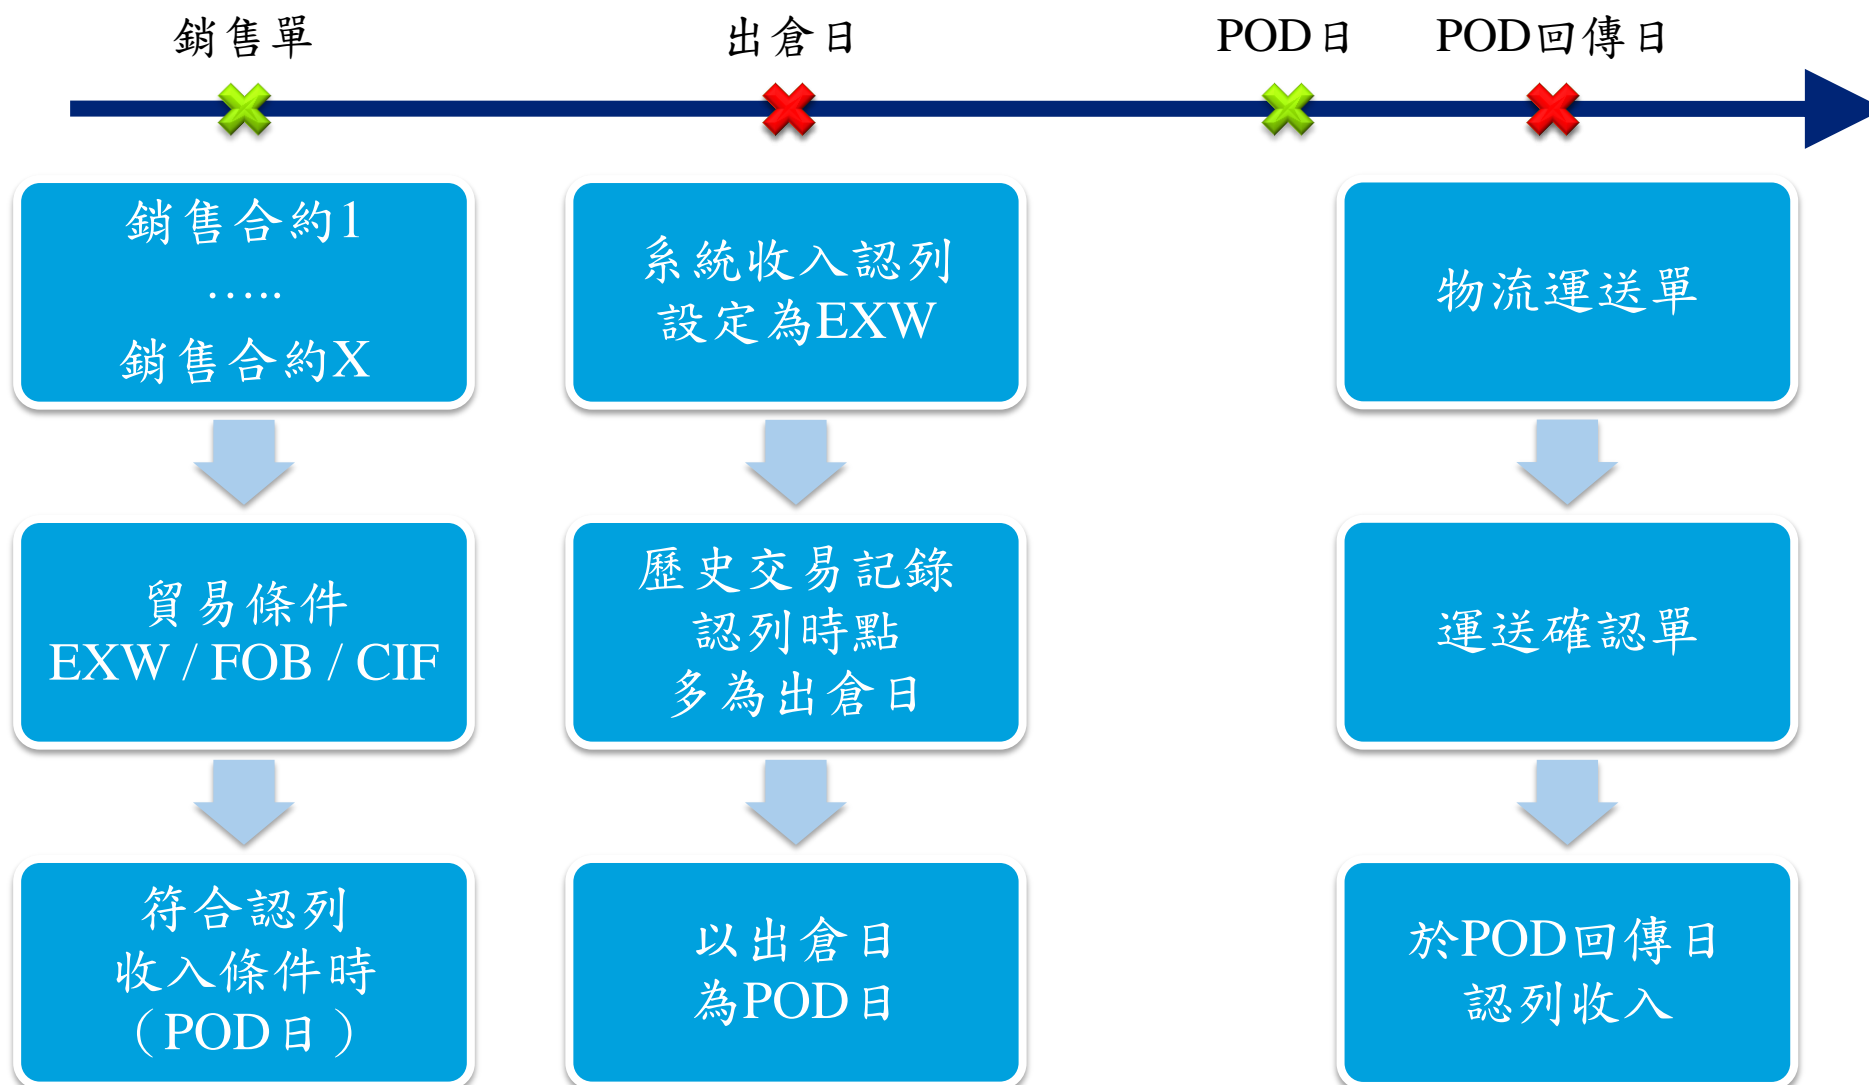 銷售單
出倉日
POD日
POD回傳日
銷售合約1
…..
銷售合約X
貿易條件
EXW / FOB / CIF
符合認列
收入條件時
（POD日）
系統收入認列
設定為EXW
歷史交易記錄
認列時點
多為出倉日
以出倉日
為POD日
物流運送單
運送確認單
於POD回傳日
認列收入